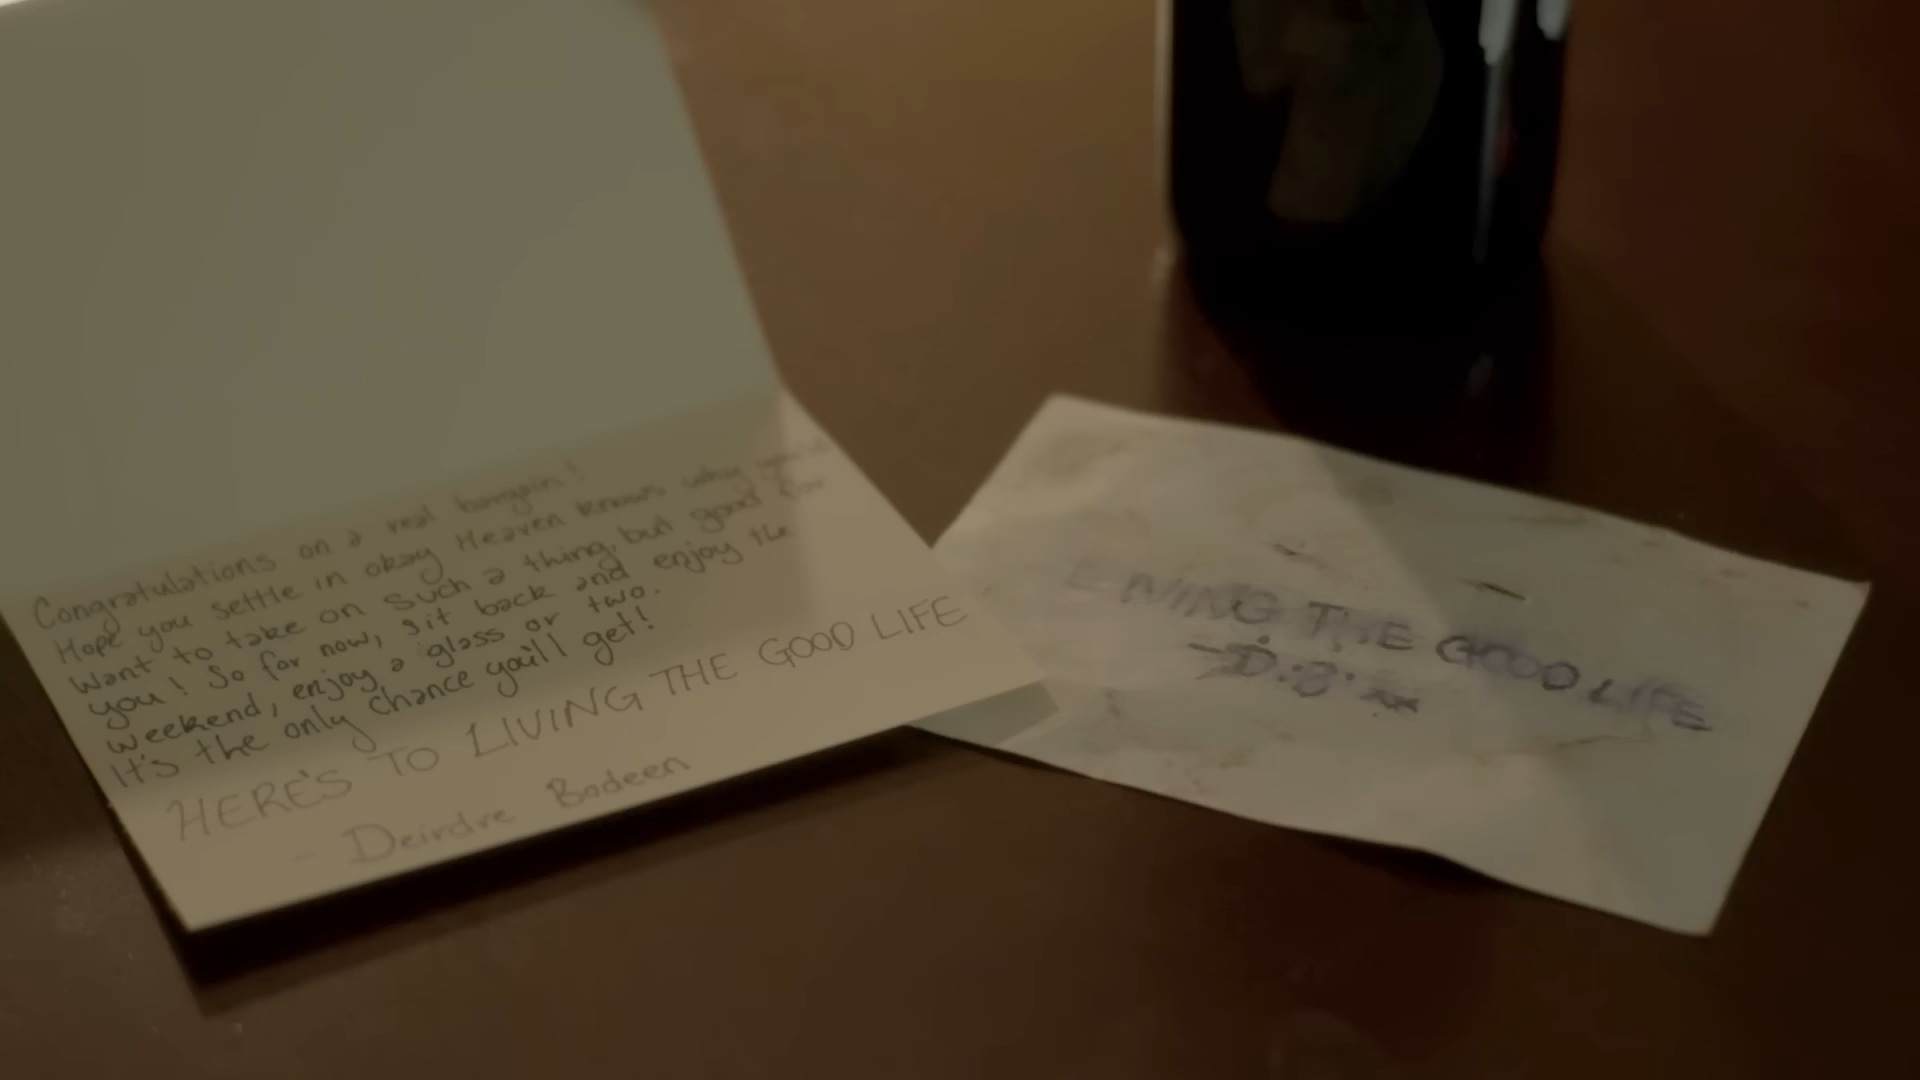 Congratulations on a real bargain!
Hope you settle in okay Heaven knows why you'd
want to take on such a thing, but good for
you! So for now, sit back and enjoy the
weekend, enjoy a glass or two.
It's the only chance you'll get!
HERE'S TO LIVING THE GOOD LIFE
- Deirdre Bodeen
LIVING THE GOOD LIFE
- D.B. xx